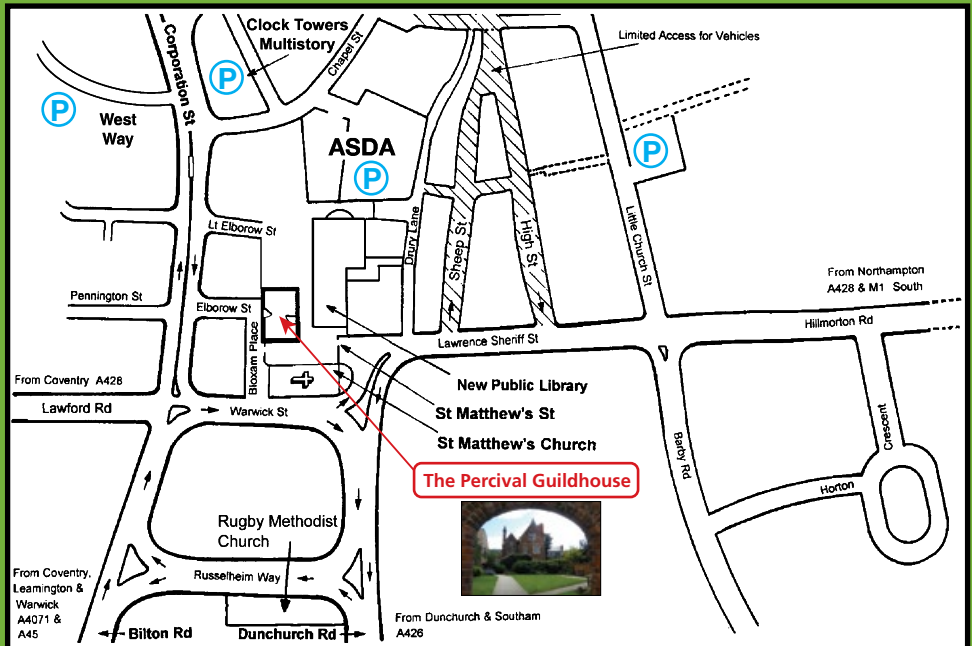 Clock Towers
Multistory
Corporation St
Chapel St
Limited Access for Vehicles
P
P
West
Way
ASDA
P
P
Lt Elborow St
Drury Lane
Sheep St
High St
Little Church St
From Northampton
A428 & M1 South
Pennington St
Elborow St
Bloxam Place
Lawrence Sheriff St
Hillmorton Rd
From Coventry A428
Lawford Rd
Warwick St
New Public Library
St Matthew's St
St Matthew's Church
The Percival Guildhouse
Barby Rd
Crescent
Horton
Rugby Methodist
Church
Russelheim Way
From Coventry,
Leamington &
Warwick
A4071 &
A45
Bilton Rd
Dunchurch Rd
From Dunchurch & Southam
A426